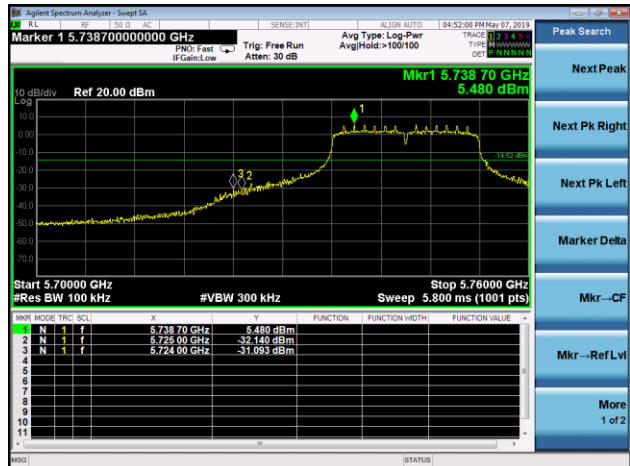 Agilent Spectrum Analyzer - Swept SA
RL RF 50 Ω AC SENSE:INT ALIGN AUTO 04:52:00 PM May 07, 2019
Marker 1 5.738700000000 GHz
PNO: Fast
IFGain:Low
Trig: Free Run
Atten: 30 dB
Avg Type: Log-Pwr
Avg|Hold:>100/100
TRACE 1 2 3 4 5 6
TYPE M WWWWW
DET P N N N N N
Peak Search
Mkr1 5.738 70 GHz
5.480 dBm
10 dB/div Ref 20.00 dBm
Log
10.0
0.00
-10.0
-20.0
-30.0
-40.0
-50.0
-60.0
-70.0
1
3 2
-14.52 dBm
Start 5.70000 GHz Stop 5.76000 GHz
#Res BW 100 kHz #VBW 300 kHz Sweep 5.800 ms (1001 pts)
MKR MODE TRC SCL X Y FUNCTION FUNCTION WIDTH FUNCTION VALUE
1 N 1 f 5.738 70 GHz 5.480 dBm
2 N 1 f 5.725 00 GHz -32.140 dBm
3 N 1 f 5.724 00 GHz -31.093 dBm
4
5
6
7
8
9
10
11
MSG STATUS
Next Peak
Next Pk Right
Next Pk Left
Marker Delta
Mkr→CF
Mkr→Ref Lvl
More
1 of 2